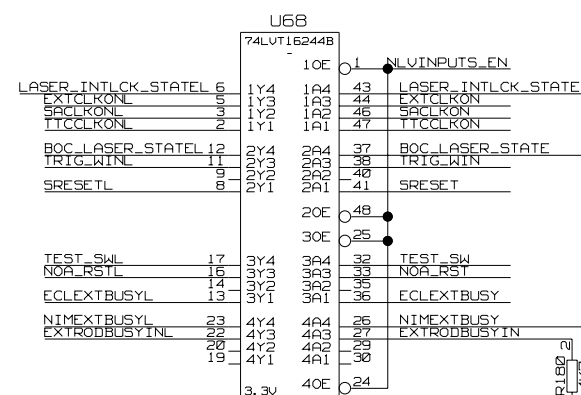 U68
74LVT16244B
-
1OE 1 NLVINPUTS_EN
LASER_INTLCK_STATEL 6 1Y4 1A4 43 LASER_INTLCK_STATE
EXTCLKONL 5 1Y3 1A3 44 EXTCLKON
SACLKONL 3 1Y2 1A2 46 SACLKON
TTCCLKONL 2 1Y1 1A1 47 TTCCLKON
BOC_LASER_STATEL 12 2Y4 2A4 37 BOC_LASER_STATE
TRIG_WINL 11 2Y3 2A3 38 TRIG_WIN
9 2Y2 2A2 40
SRESETL 8 2Y1 2A1 41 SRESET
2OE 48
3OE 25
TEST_SWL 17 3Y4 3A4 32 TEST_SW
NOA_RSTL 16 3Y3 3A3 33 NOA_RST
14 3Y2 3A2 35
ECLEXTBUSYL 13 3Y1 3A1 36 ECLEXTBUSY
NIMEXTBUSYL 23 4Y4 4A4 26 NIMEXTBUSY
EXTRODBUSYINL 22 4Y3 4A3 27 EXTRODBUSYIN
20 4Y2 4A2 29
19 4Y1 4A1 30
4OE 24
3.3V
R180
2